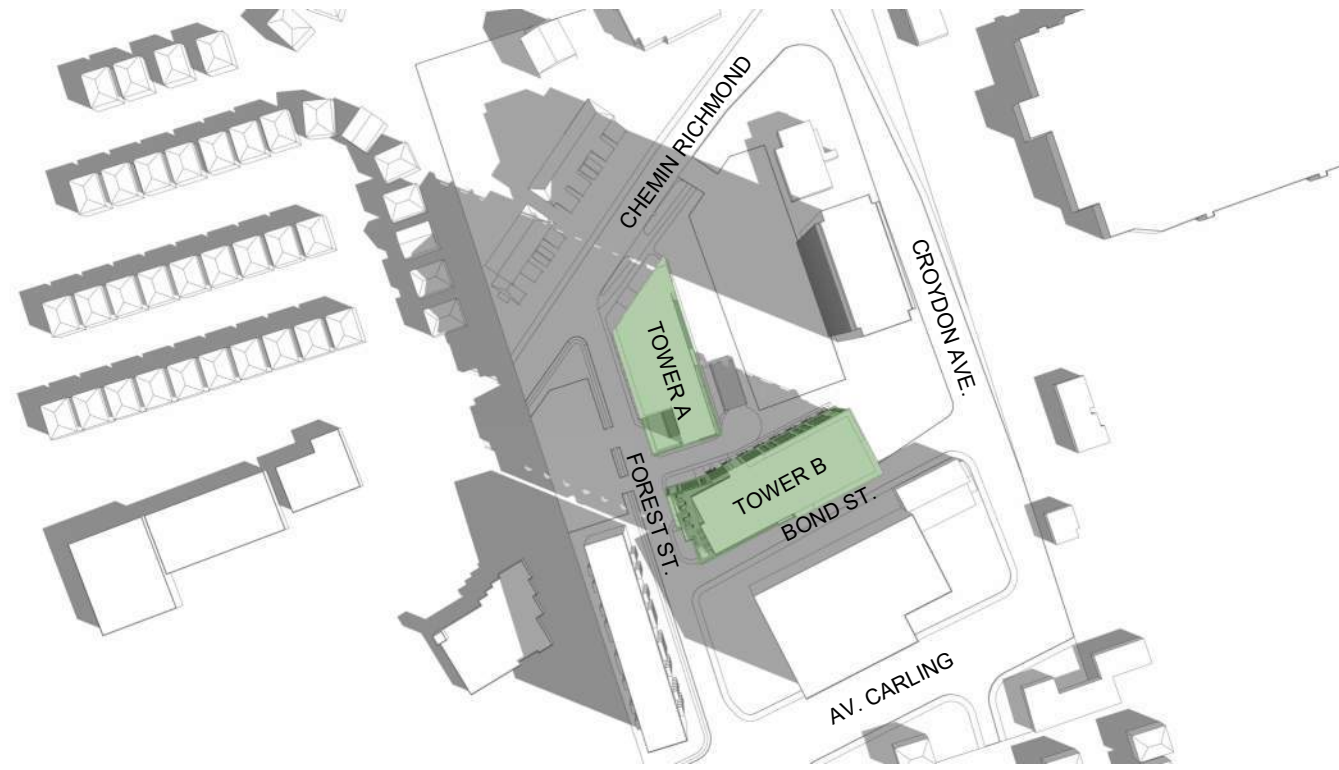 CHEMIN RICHMOND
CROYDON AVE.
TOWER A
TOWER B
FOREST ST.
BOND ST.
AV. CARLING